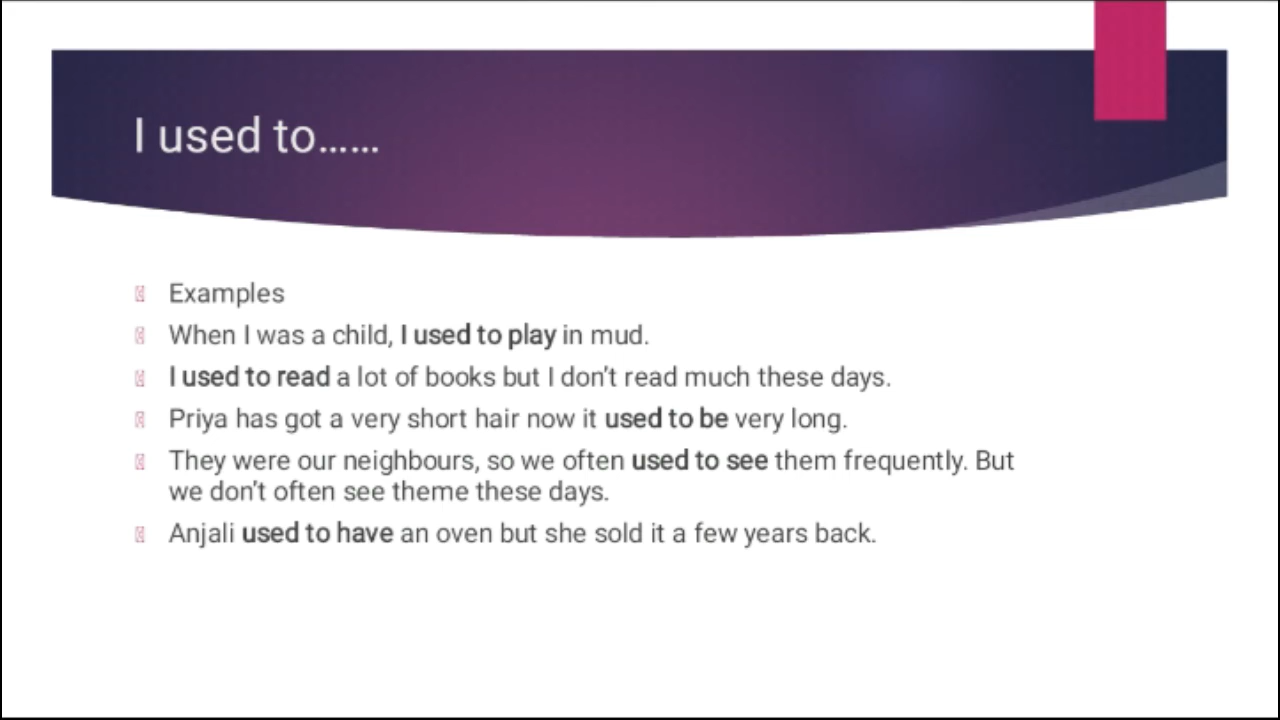 I used to……
Examples
When I was a child, I used to play in mud.
I used to read a lot of books but I don’t read much these days.
Priya has got a very short hair now it used to be very long.
They were our neighbours, so we often used to see them frequently. But
we don’t often see theme these days.
Anjali used to have an oven but she sold it a few years back.